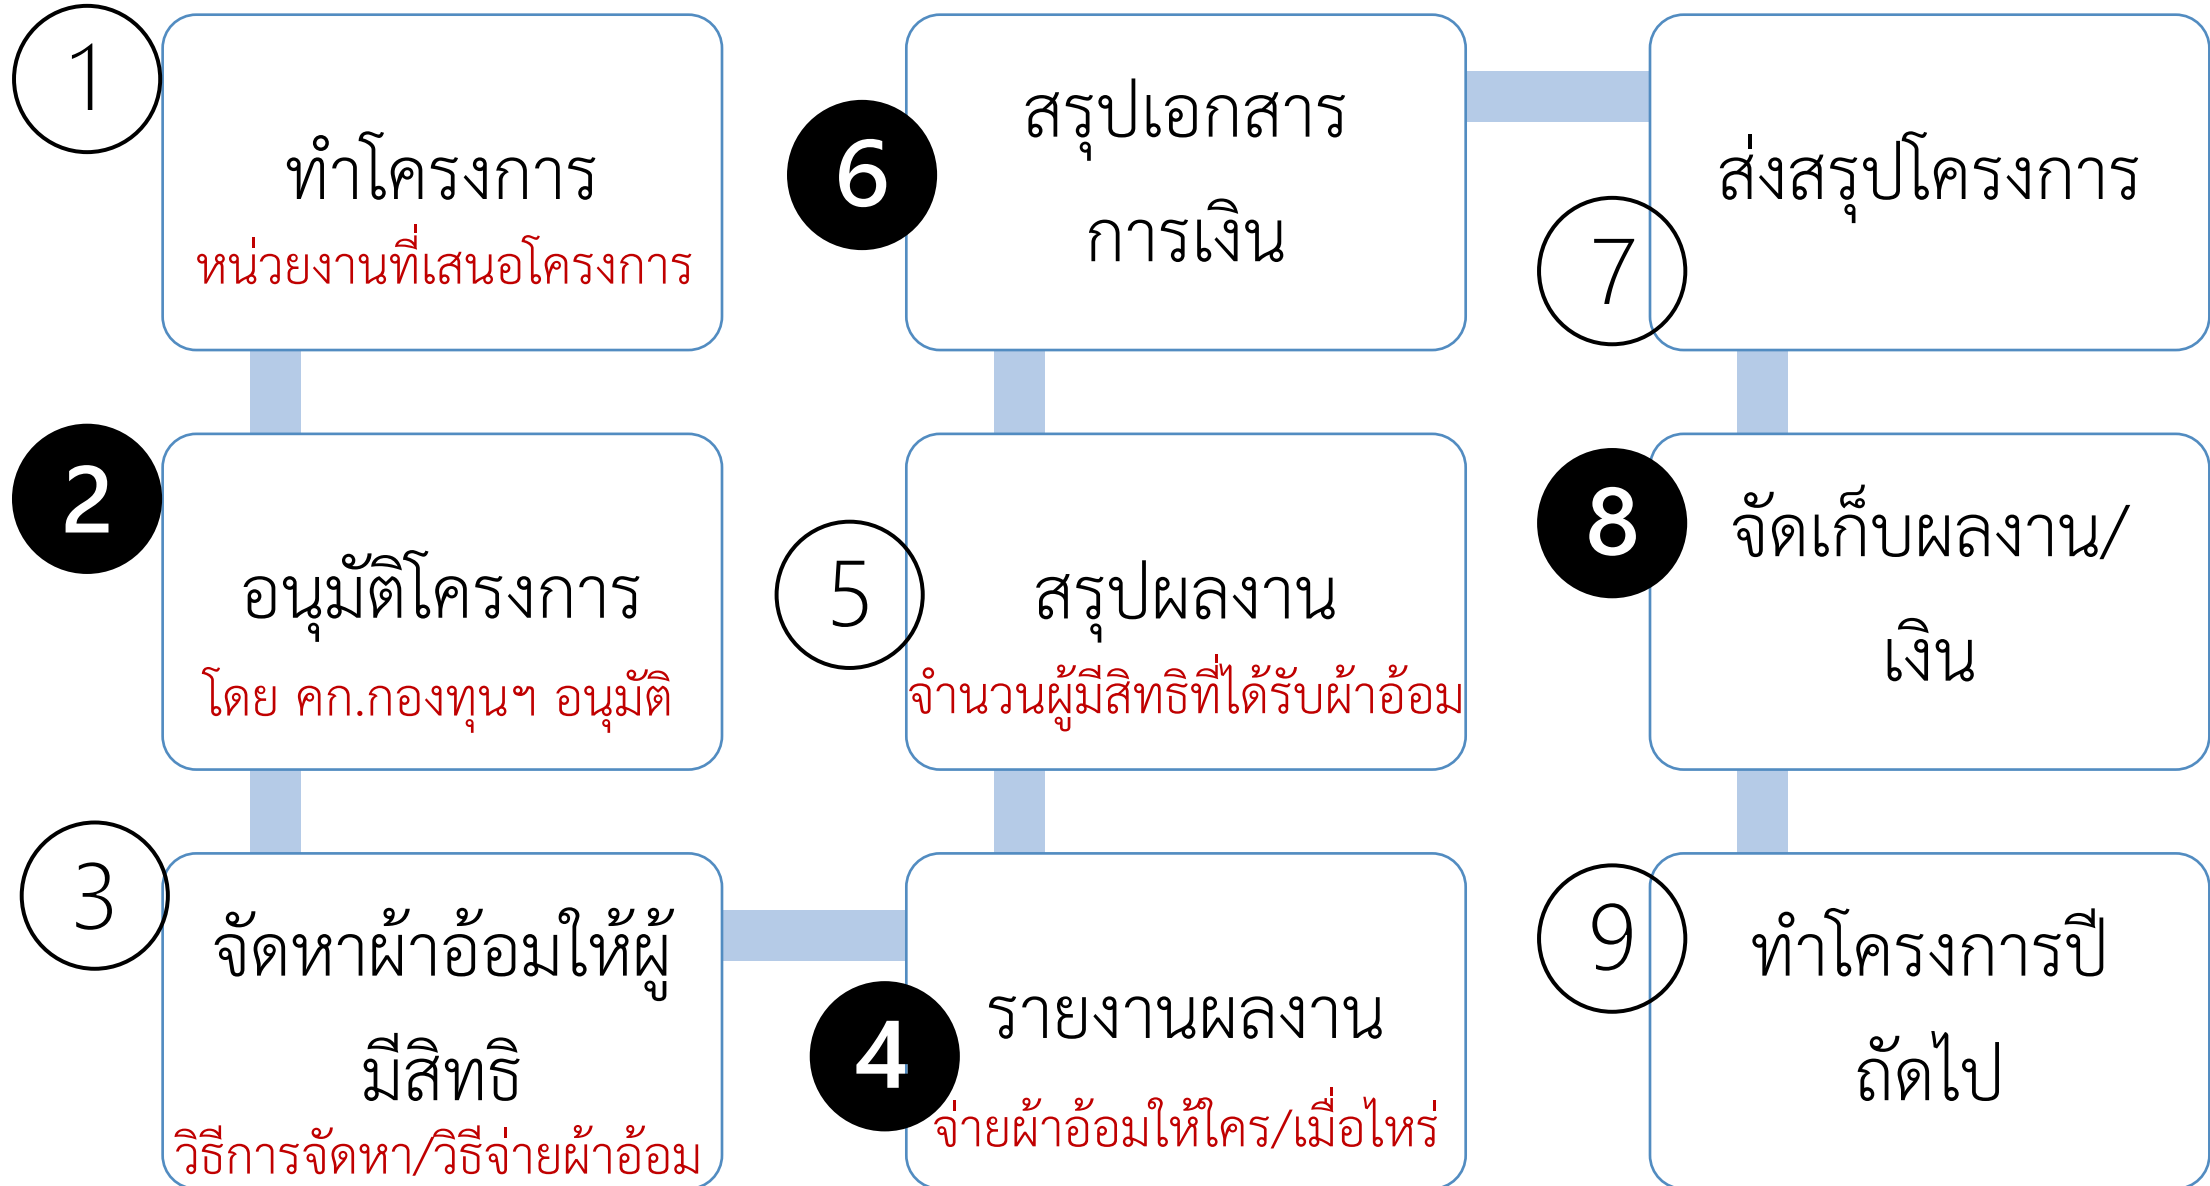 1
ทำโครงการ
หน่วยงานที่เสนอโครงการ
2
อนุมัติโครงการ
โดย คก.กองทุนฯ อนุมัติ
3
จัดหาผ้าอ้อมให้ผู้
มีสิทธิ
วิธีการจัดหา/วิธีจ่ายผ้าอ้อม
4
รายงานผลงาน
จ่ายผ้าอ้อมให้ใคร/เมื่อไหร่
5
สรุปผลงาน
จำนวนผู้มีสิทธิที่ได้รับผ้าอ้อม
6
สรุปเอกสาร
การเงิน
7
ส่งสรุปโครงการ
8
จัดเก็บผลงาน/
เงิน
9
ทำโครงการปี
ถัดไป